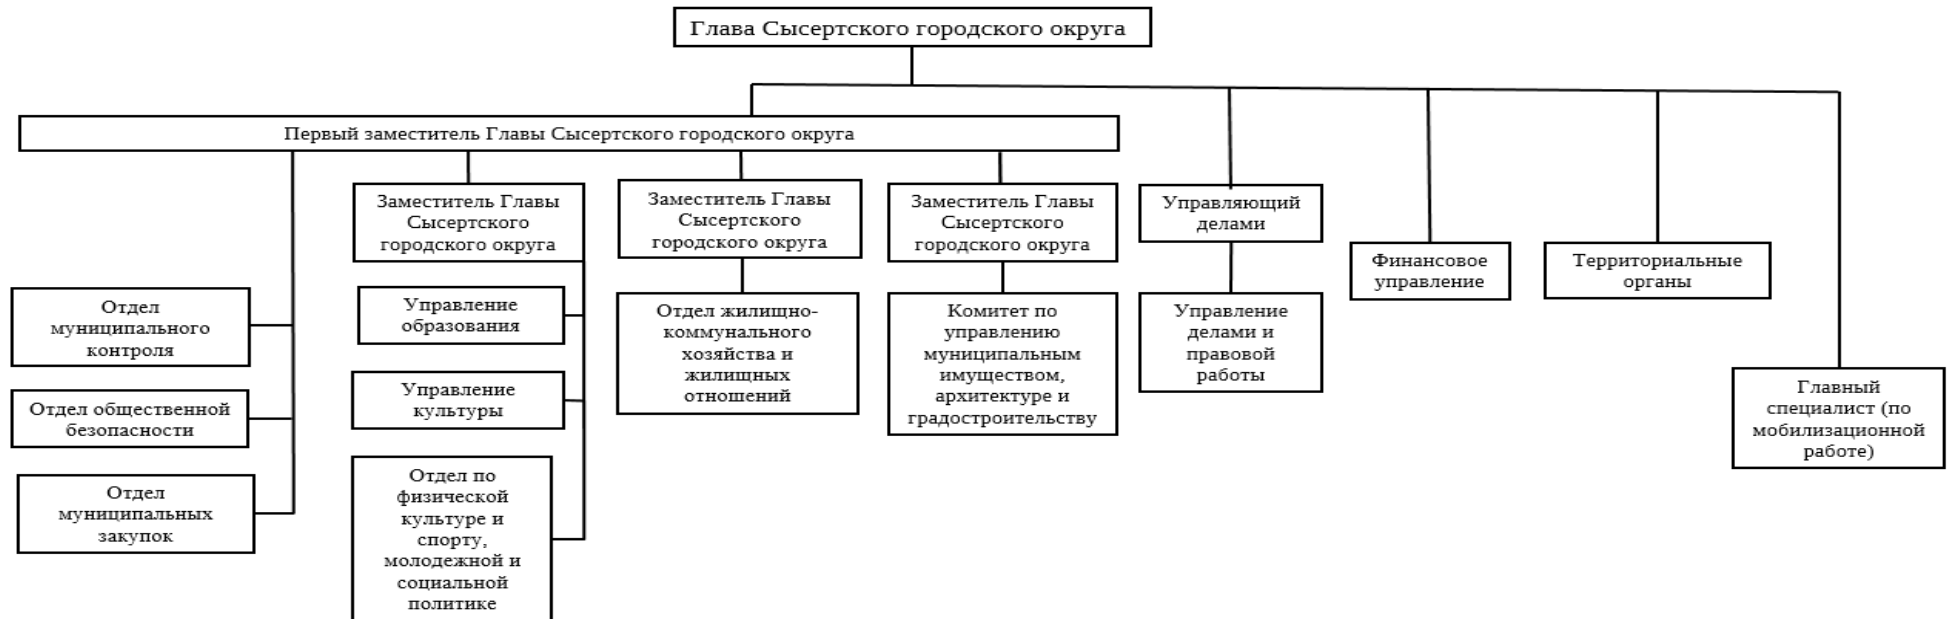 Глава Сысертского городского округа
Первый заместитель Главы Сысертского городского округа
Заместитель Главы
Сысертского
городского округа
Заместитель Главы
Сысертского
городского округа
Заместитель Главы
Сысертского
городского округа
Управляющий
делами
Финансовое
управление
Территориальные
органы
Отдел
муниципального
контроля
Управление
образования
Отдел жилищно-
коммунального
хозяйства и
жилищных
отношений
Комитет по
управлению
муниципальным
имуществом,
архитектуре и
градостроительству
Управление
делами и
правовой
работы
Главный
специалист (по
мобилизационной
работе)
Отдел общественной
безопасности
Управление
культуры
Отдел
муниципальных
закупок
Отдел по
физической
культуре и
спорту,
молодежной и
социальной
политике